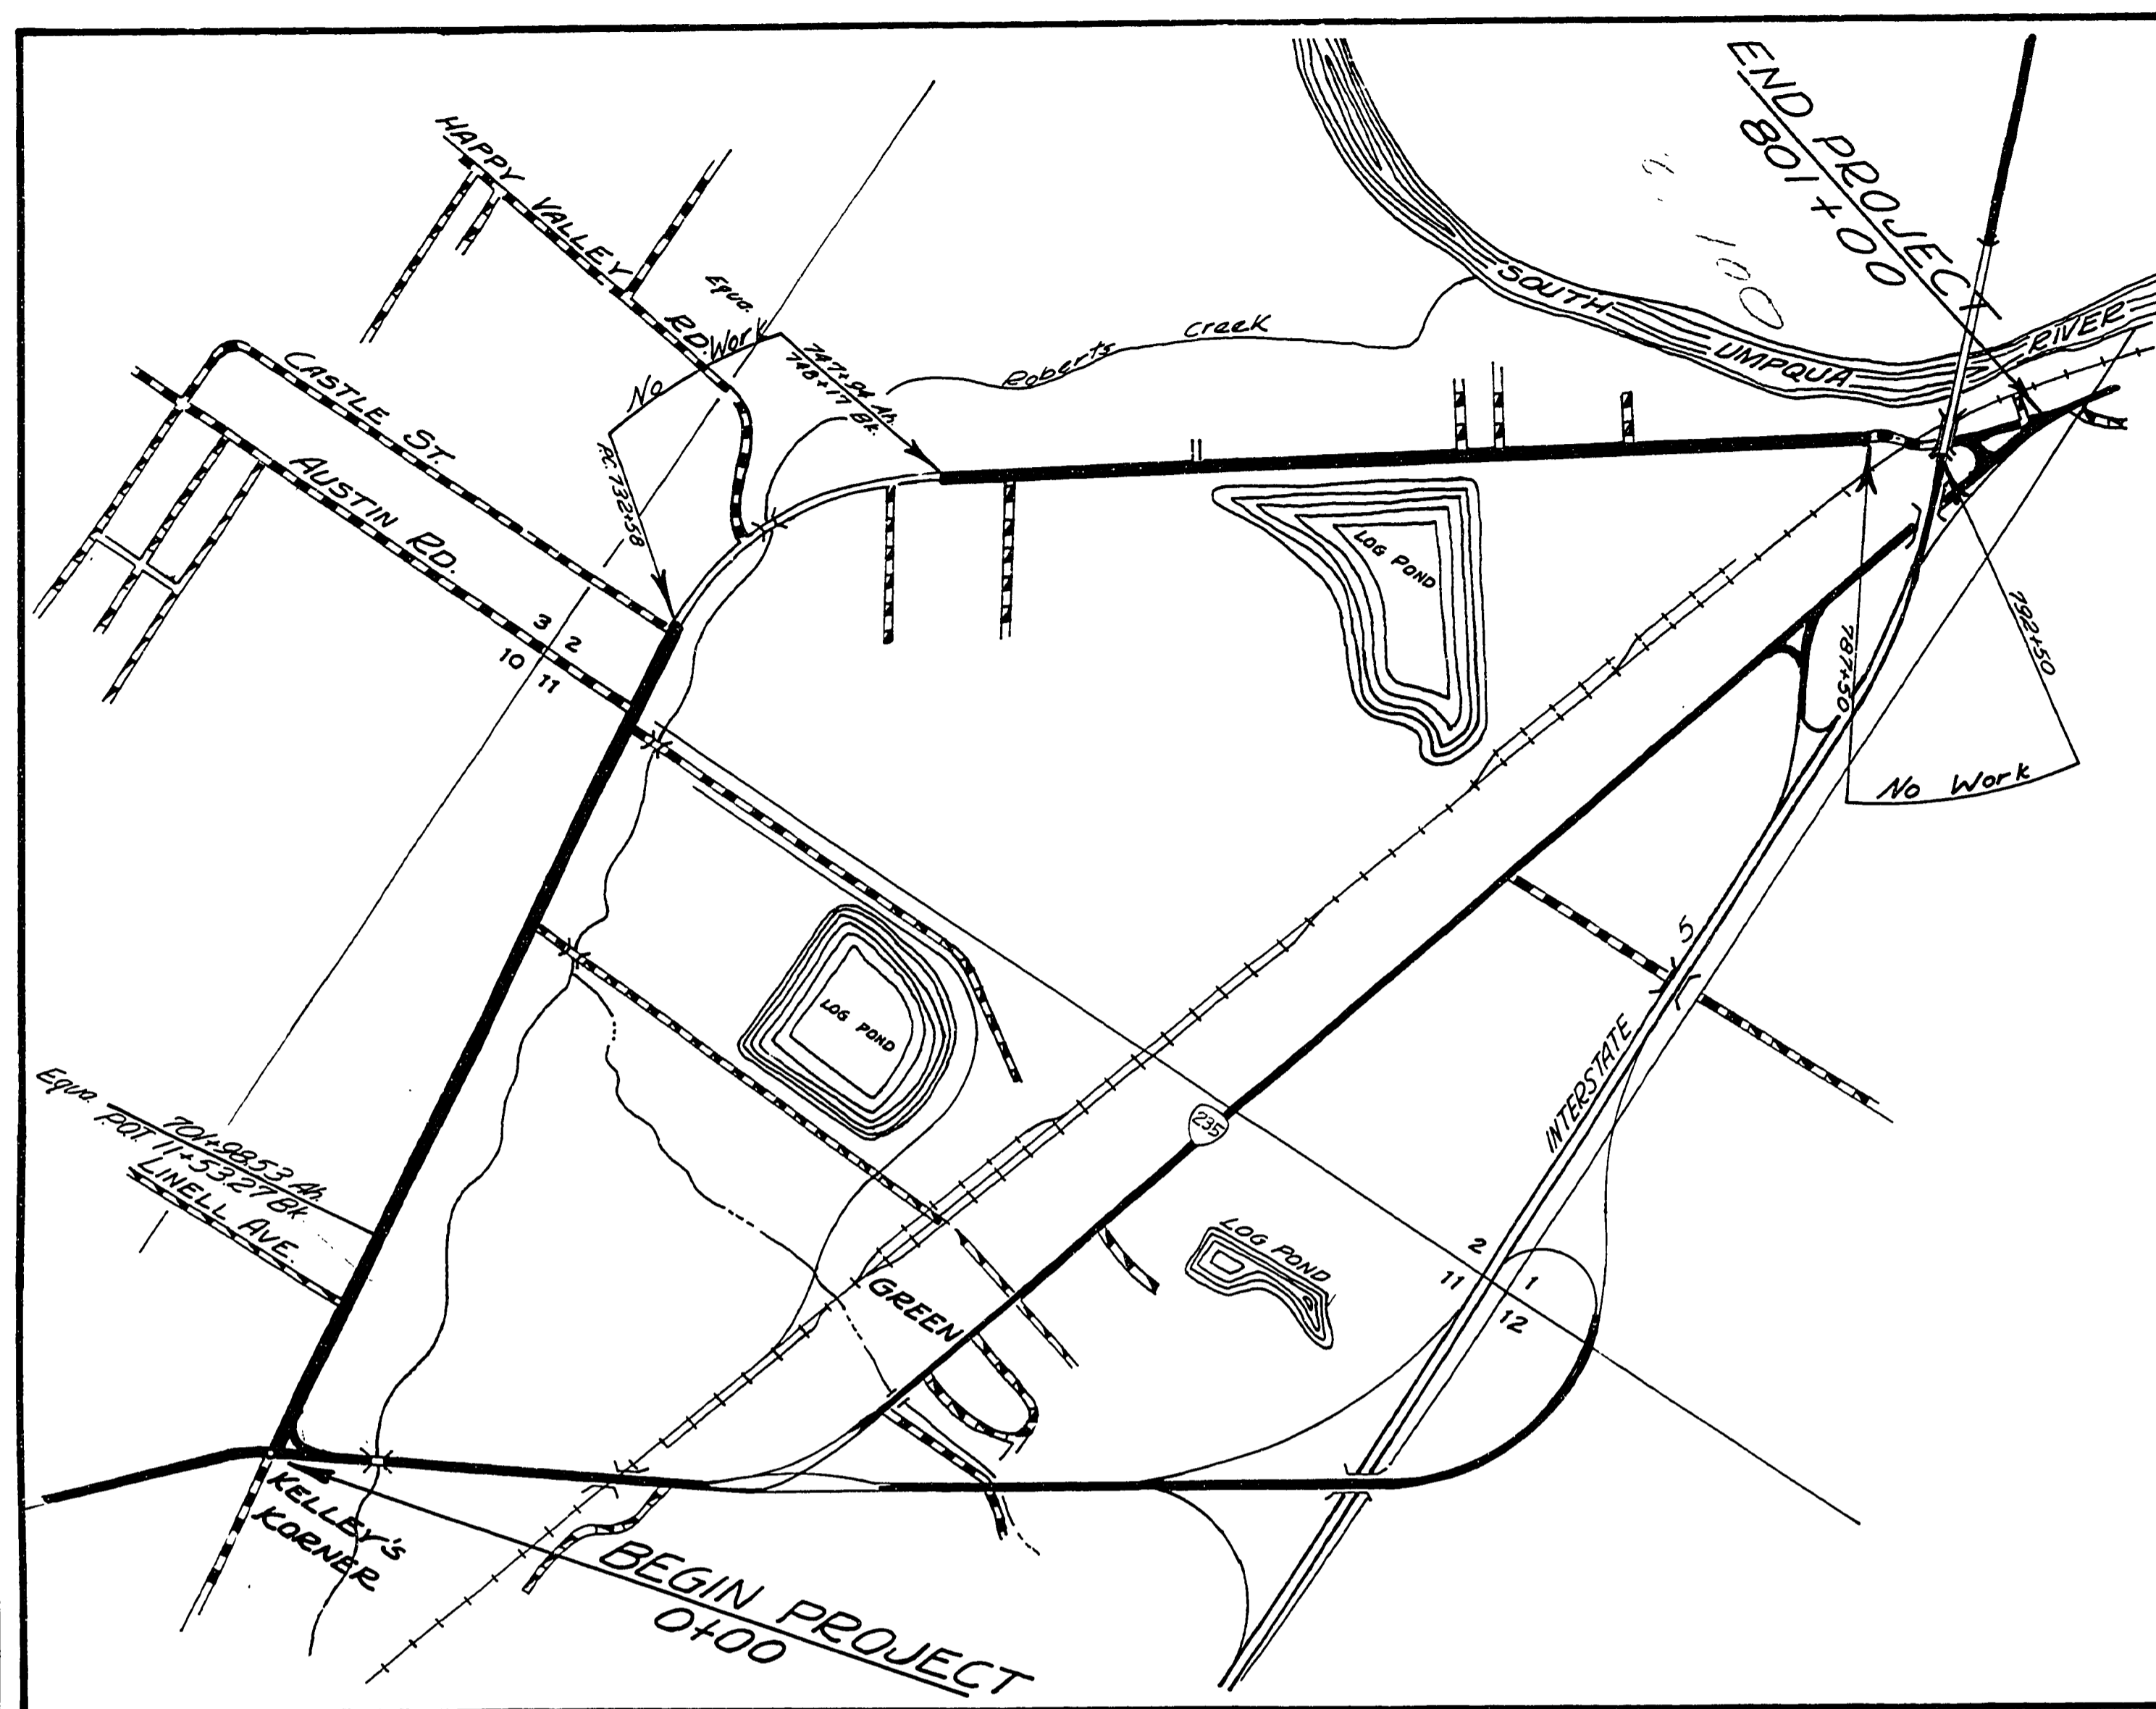 END PROJECT
801+00
HAPPY VALLEY RD.
Equa.
747+94 Ah.
748+17 Bk.
No Work
P.C. 732+58
Roberts Creek
SOUTH UMPQUA RIVER
CASTLE ST.
AUSTIN RD.
3
2
10
11
LOG POND
787+50
792+50
No Work
5
INTERSTATE
LOG POND
235
Equa.
701+98.53 Ah.
P.O.T. 11+53.27 Bk
LINELL AVE.
GREEN
LOG POND
2
11
1
12
KELLEY'S
KORNER
BEGIN PROJECT
0+00